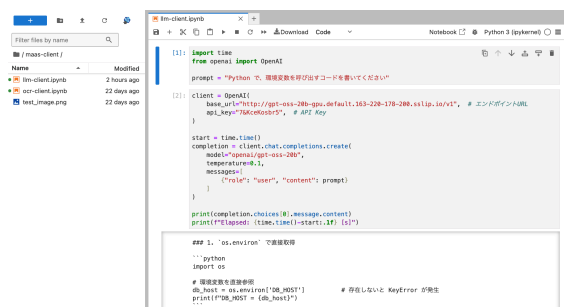 Filter files by name
/ maas-client /
Name
Modified
llm-client.ipynb
2 hours ago
ocr-client.ipynb
22 days ago
test_image.png
22 days ago
llm-client.ipynb
Download
Code
Notebook
Python 3 (ipykernel)
[1]:
import time
from openai import OpenAI
prompt = "Python で、環境変数を呼び出すコードを書いてください"
[2]:
client = OpenAI(
base_url="http://gpt-oss-20b-gpu.default.163-220-178-200.sslip.io/v1", # エンドポイントURL
api_key="7&KceKosbr5", # API Key
)
start = time.time()
completion = client.chat.completions.create(
model="openai/gpt-oss-20b",
temperature=0.1,
messages=[
{"role": "user", "content": prompt}
]
)
print(completion.choices[0].message.content)
print(f"Elapsed: {time.time()-start:.1f} [s]")
### 1. `os.environ` で直接取得
```python
import os
# 環境変数を直接参照
db_host = os.environ['DB_HOST'] # 存在しないと KeyError が発生
print(f"DB_HOST = {db_host}")
```